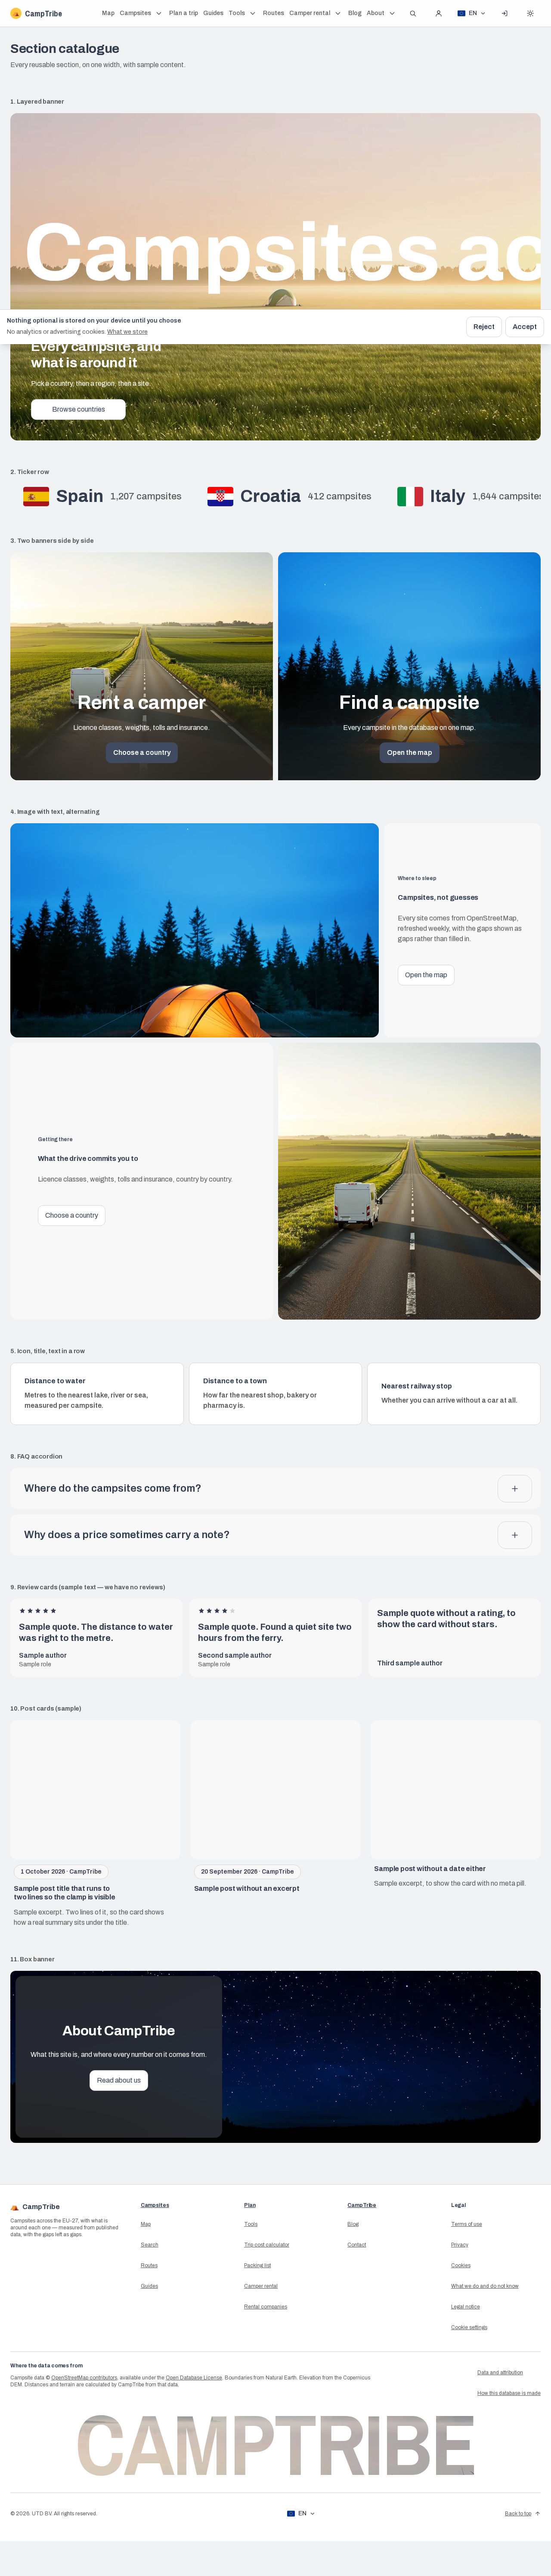 CampTribe
Map Campsites Plan a trip Guides Tools Routes Camper rental Blog About EN
Section catalogue
Every reusable section, on one width, with sample content.
1. Layered banner
Campsites ac
Nothing optional is stored on your device until you choose
No analytics or advertising cookies. What we store
Reject Accept
Every campsite, and
what is around it
Pick a country, then a region, then a site.
Browse countries
2. Ticker row
Spain 1,207 campsites Croatia 412 campsites Italy 1,644 campsites
3. Two banners side by side
Rent a camper
Licence classes, weights, tolls and insurance.
Choose a country
Find a campsite
Every campsite in the database on one map.
Open the map
4. Image with text, alternating
Where to sleep
Campsites, not guesses
Every site comes from OpenStreetMap,
refreshed weekly, with the gaps shown as
gaps rather than filled in.
Open the map
Getting there
What the drive commits you to
Licence classes, weights, tolls and insurance, country by country.
Choose a country
5. Icon, title, text in a row
Distance to water
Metres to the nearest lake, river or sea,
measured per campsite.
Distance to a town
How far the nearest shop, bakery or
pharmacy is.
Nearest railway stop
Whether you can arrive without a car at all.
8. FAQ accordion
Where do the campsites come from?
Why does a price sometimes carry a note?
9. Review cards (sample text — we have no reviews)
Sample quote. The distance to water
was right to the metre.
Sample author
Sample role
Sample quote. Found a quiet site two
hours from the ferry.
Second sample author
Sample role
Sample quote without a rating, to
show the card without stars.
Third sample author
10. Post cards (sample)
1 October 2026 · CampTribe
Sample post title that runs to
two lines so the clamp is visible
Sample excerpt. Two lines of it, so the card shows
how a real summary sits under the title.
20 September 2026 · CampTribe
Sample post without an excerpt
Sample post without a date either
Sample excerpt, to show the card with no meta pill.
11. Box banner
About CampTribe
What this site is, and where every number on it comes from.
Read about us
CampTribe
Campsites across the EU-27, with what is
around each one — measured from published
data, with the gaps left as gaps.
Campsites
Map
Search
Routes
Guides
Plan
Tools
Trip cost calculator
Packing list
Camper rental
Rental companies
CampTribe
Blog
Contact
Legal
Terms of use
Privacy
Cookies
What we do and do not know
Legal notice
Cookie settings
Where the data comes from
Campsite data © OpenStreetMap contributors, available under the Open Database License. Boundaries from Natural Earth. Elevation from the Copernicus
DEM. Distances and terrain are calculated by CampTribe from that data.
Data and attribution
How this database is made
CAMPTRIBE
© 2026. UTD BV. All rights reserved.
EN
Back to top